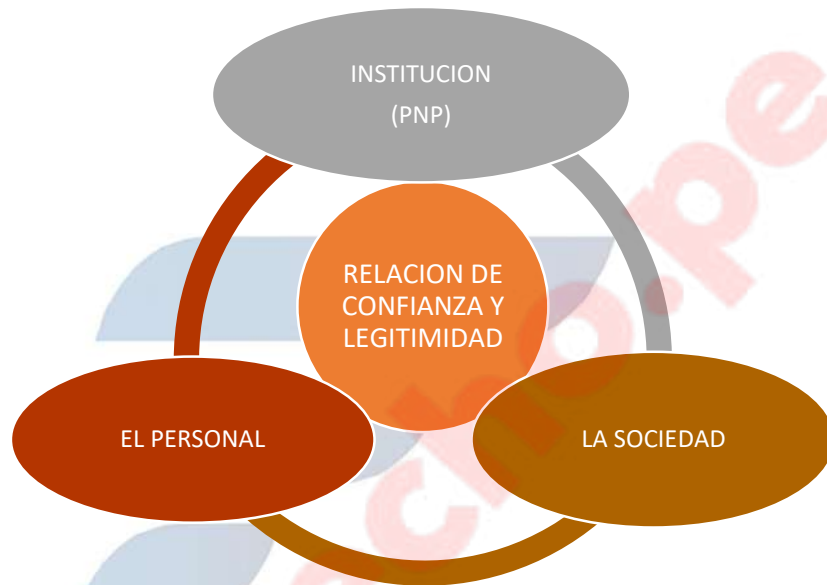 INSTITUCION
(PNP)
RELACION DE
CONFIANZA Y
LEGITIMIDAD
EL PERSONAL
LA SOCIEDAD